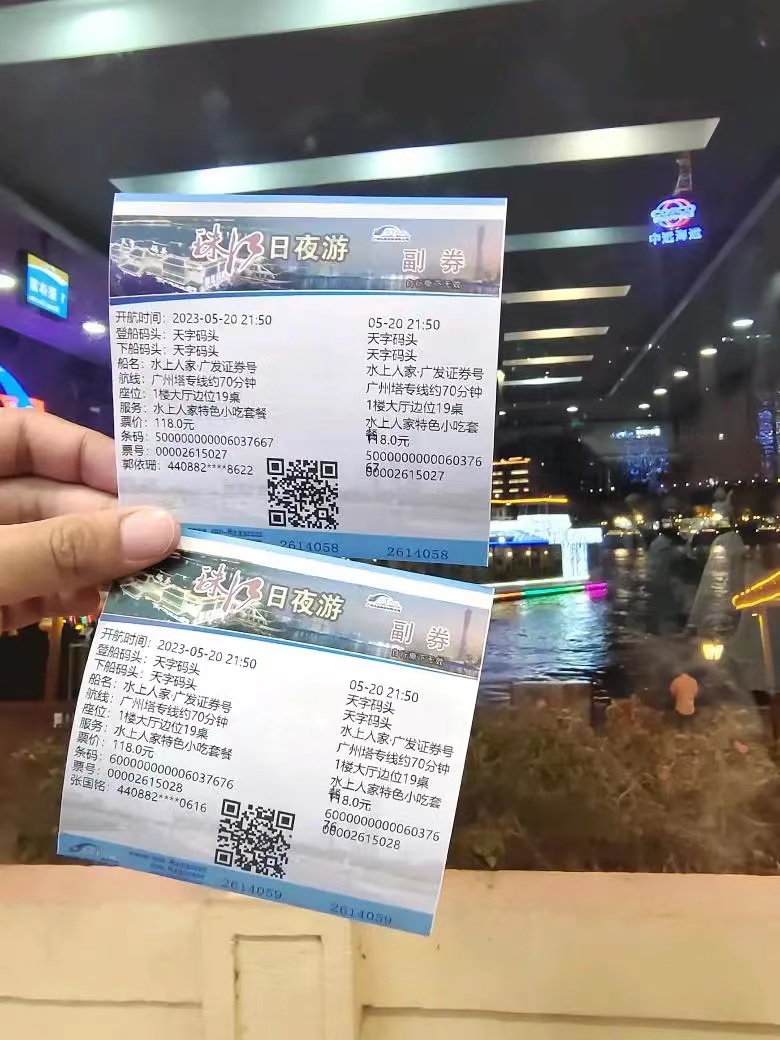 中远海运
珠江日夜游
副 券
自行撕下无效
开航时间：2023-05-20 21:50
登船码头：天字码头
下船码头：天字码头
船名：水上人家·广发证券号
航线：广州塔专线约70分钟
座位：1楼大厅边位19桌
服务：水上人家特色小吃套餐
票价：118.0元
条码：500000000006037667
票号：00002615027
郭依珊：440882****8622
05-20 21:50
天字码头
天字码头
水上人家·广发证券号
广州塔专线约70分钟
1楼大厅边位19桌
水上人家特色小吃套
餐
118.0元
5000000000060376
67
00002615027
2614058
2614058
珠江日夜游
副 券
自行撕下无效
开航时间：2023-05-20 21:50
登船码头：天字码头
下船码头：天字码头
船名：水上人家·广发证券号
航线：广州塔专线约70分钟
座位：1楼大厅边位19桌
服务：水上人家特色小吃套餐
票价：118.0元
条码：600000000006037676
票号：00002615028
张国铭：440882****0616
05-20 21:50
天字码头
天字码头
水上人家·广发证券号
广州塔专线约70分钟
1楼大厅边位19桌
水上人家特色小吃套
餐
118.0元
6000000000060376
76
00002615028
2614059
2614059